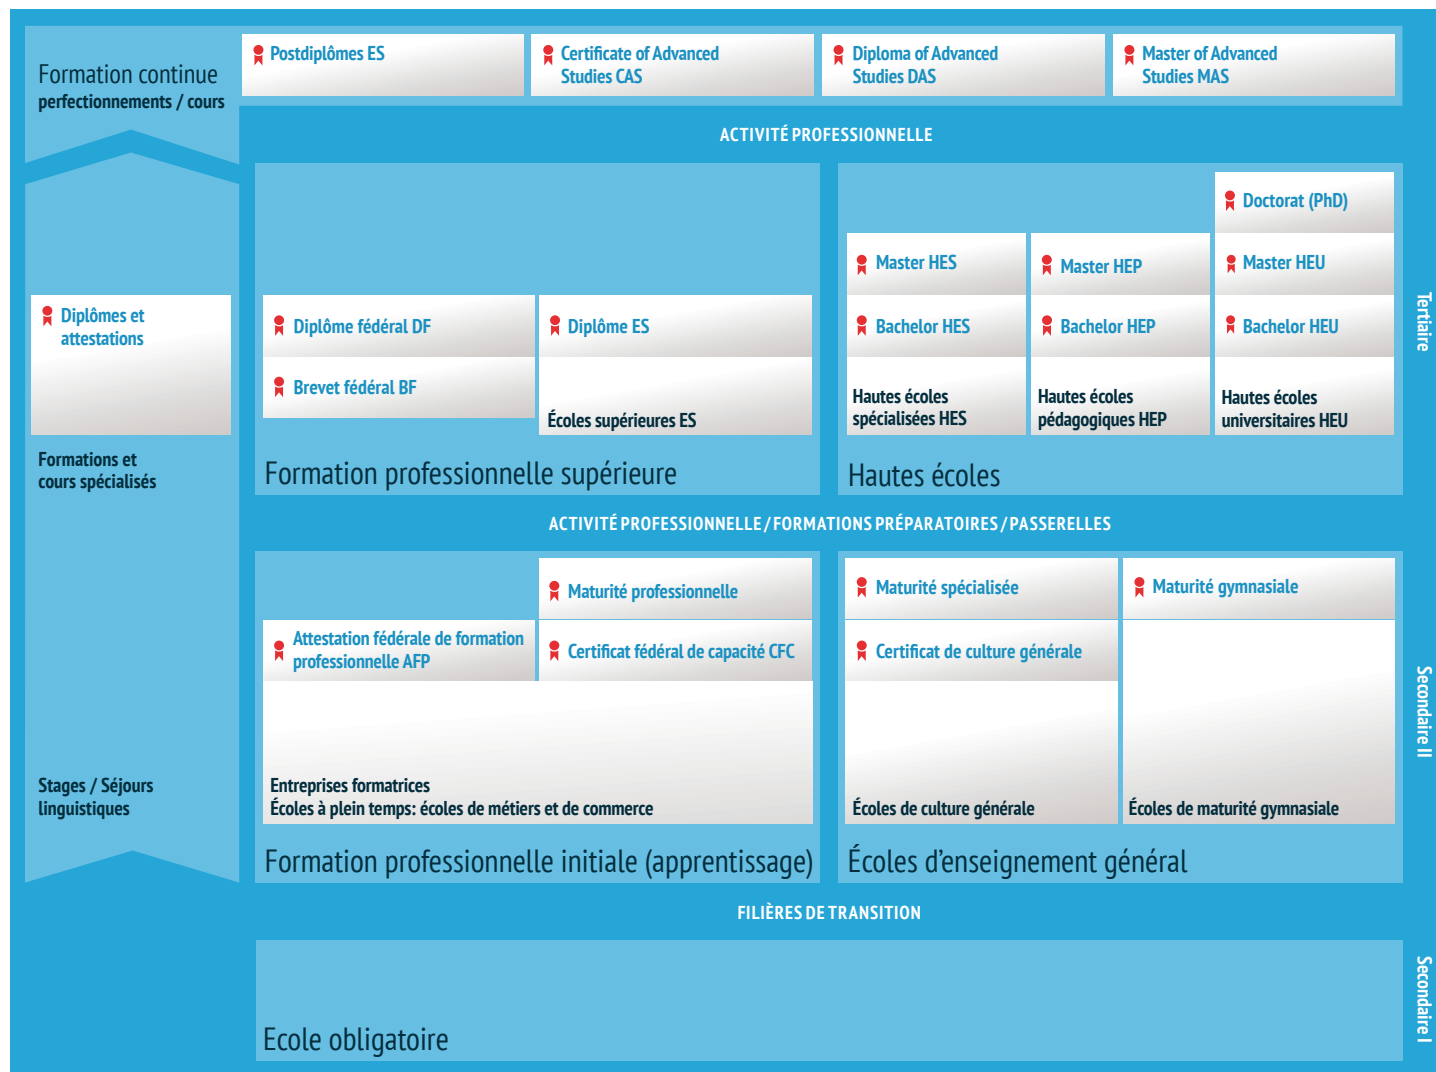 Formation continue
perfectionnements / cours
Postdiplômes ES
Certificate of Advanced
Studies CAS
Diploma of Advanced
Studies DAS
Master of Advanced
Studies MAS
ACTIVITÉ PROFESSIONNELLE
Diplômes et
attestations
Formations et
cours spécialisés
Stages / Séjours
linguistiques
Diplôme fédéral DF
Brevet fédéral BF
Diplôme ES
Écoles supérieures ES
Formation professionnelle supérieure
Master HES
Bachelor HES
Hautes écoles
spécialisées HES
Master HEP
Bachelor HEP
Hautes écoles
pédagogiques HEP
Doctorat (PhD)
Master HEU
Bachelor HEU
Hautes écoles
universitaires HEU
Hautes écoles
Tertiaire
ACTIVITÉ PROFESSIONNELLE / FORMATIONS PRÉPARATOIRES / PASSERELLES
Maturité professionnelle
Attestation fédérale de formation
professionnelle AFP
Certificat fédéral de capacité CFC
Entreprises formatrices
Écoles à plein temps: écoles de métiers et de commerce
Formation professionnelle initiale (apprentissage)
Maturité spécialisée
Certificat de culture générale
Écoles de culture générale
Maturité gymnasiale
Écoles de maturité gymnasiale
Écoles d’enseignement général
Secondaire II
FILIÈRES DE TRANSITION
Ecole obligatoire
Secondaire I